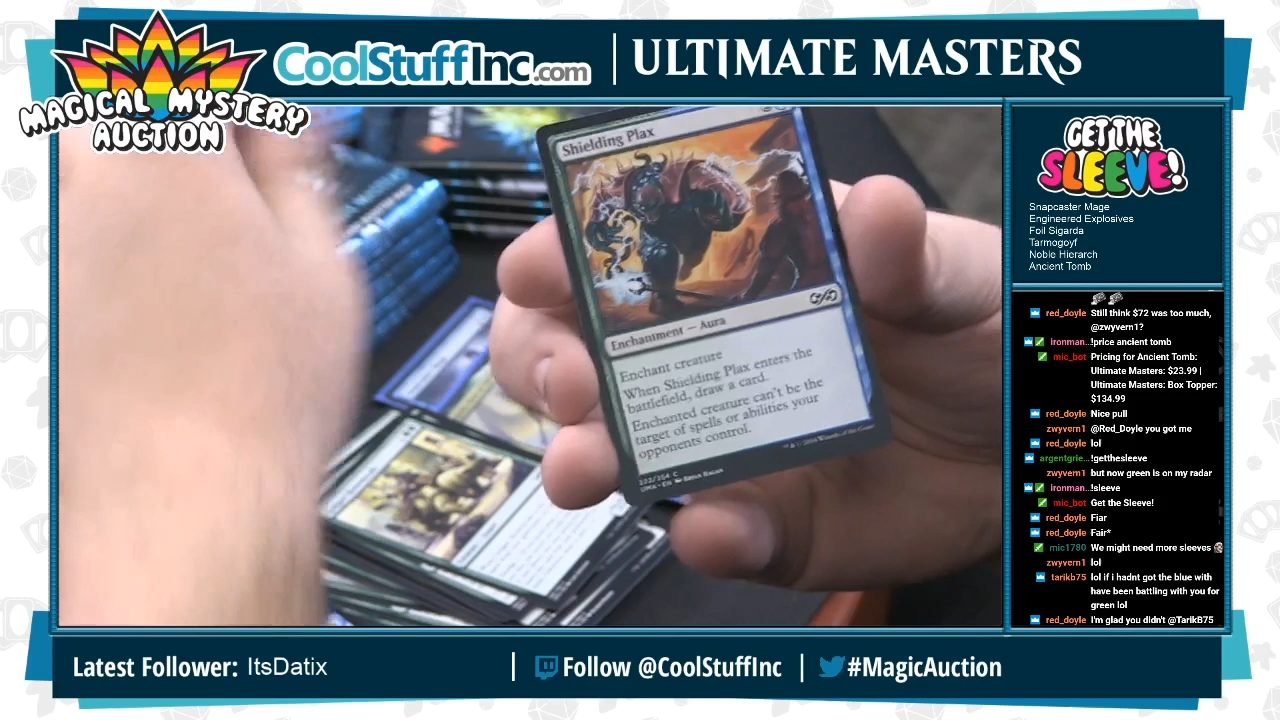 MAGICAL MYSTERY
AUCTION
CoolStuffInc.com
ULTIMATE MASTERS
Shielding Plax
Enchantment — Aura
Enchant creature
When Shielding Plax enters the
battlefield, draw a card.
Enchanted creature can't be the
target of spells or abilities your
opponents control.
GET THE
SLEEVE!
Snapcaster Mage
Engineered Explosives
Foil Sigarda
Tarmogoyf
Noble Hierarch
Ancient Tomb
red_doyle Still think $72 was too much,
@zwyvern1?
ironman... !price ancient tomb
mic_bot Pricing for Ancient Tomb:
Ultimate Masters: $23.99 |
Ultimate Masters: Box Topper:
$134.99
red_doyle Nice pull
zwyvern1 @Red_Doyle you got me
red_doyle lol
argentgrie... !getthesleeve
zwyvern1 but now green is on my radar
ironman... !sleeve
mic_bot Get the Sleeve!
red_doyle Fiar
red_doyle Fair*
mic1780 We might need more sleeves
zwyvern1 lol
tarikb75 lol if i hadnt got the blue with
have been battling with you for
green lol
red_doyle I'm glad you didn't @TarikB75
Latest Follower: ItsDatix
Follow @CoolStuffInc
#MagicAuction